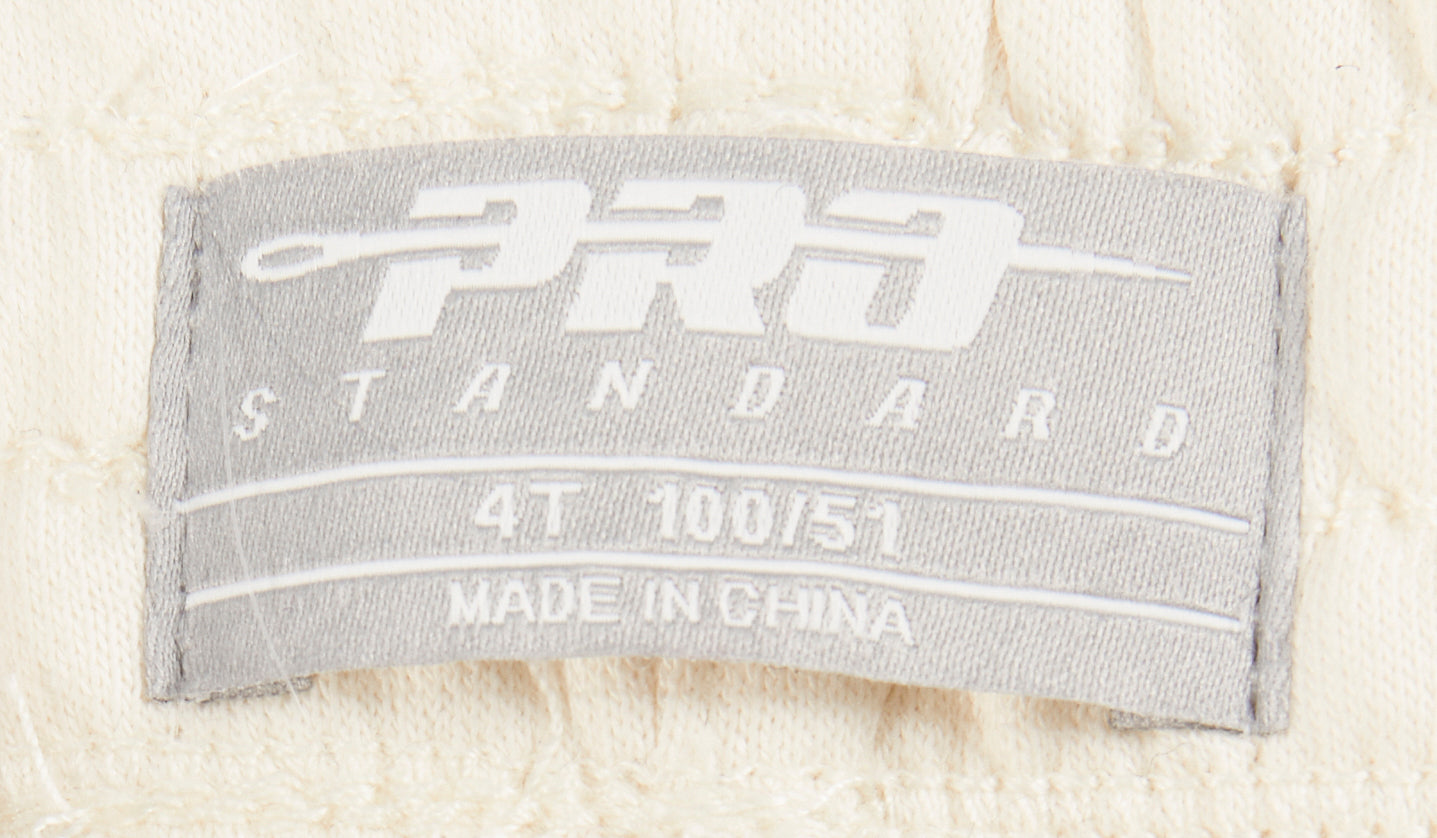 PRO
STANDARD
4T 100/51
MADE IN CHINA